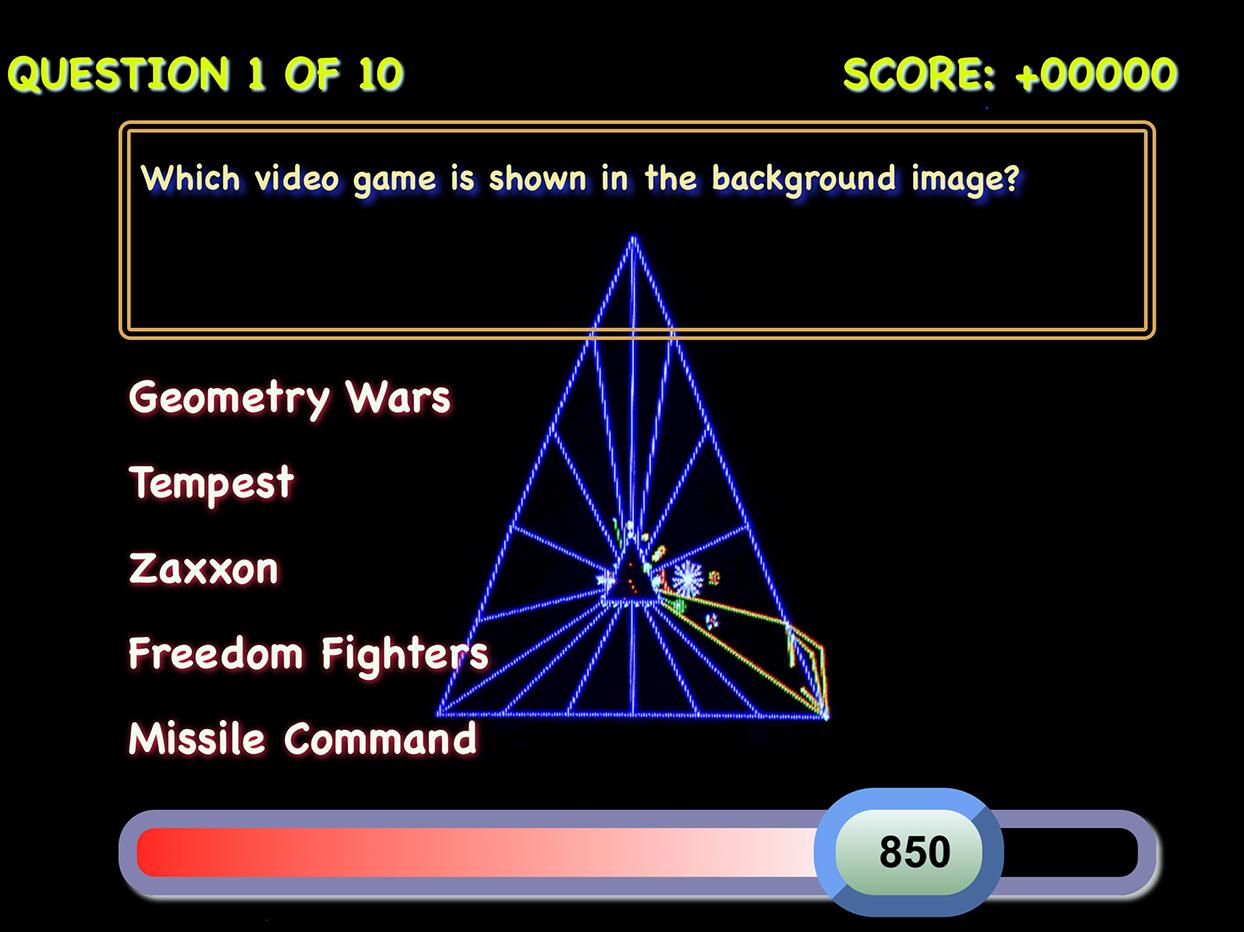 QUESTION 1 OF 10
SCORE: +00000
Which video game is shown in the background image?
Geometry Wars
Tempest
Zaxxon
Freedom Fighters
Missile Command
850